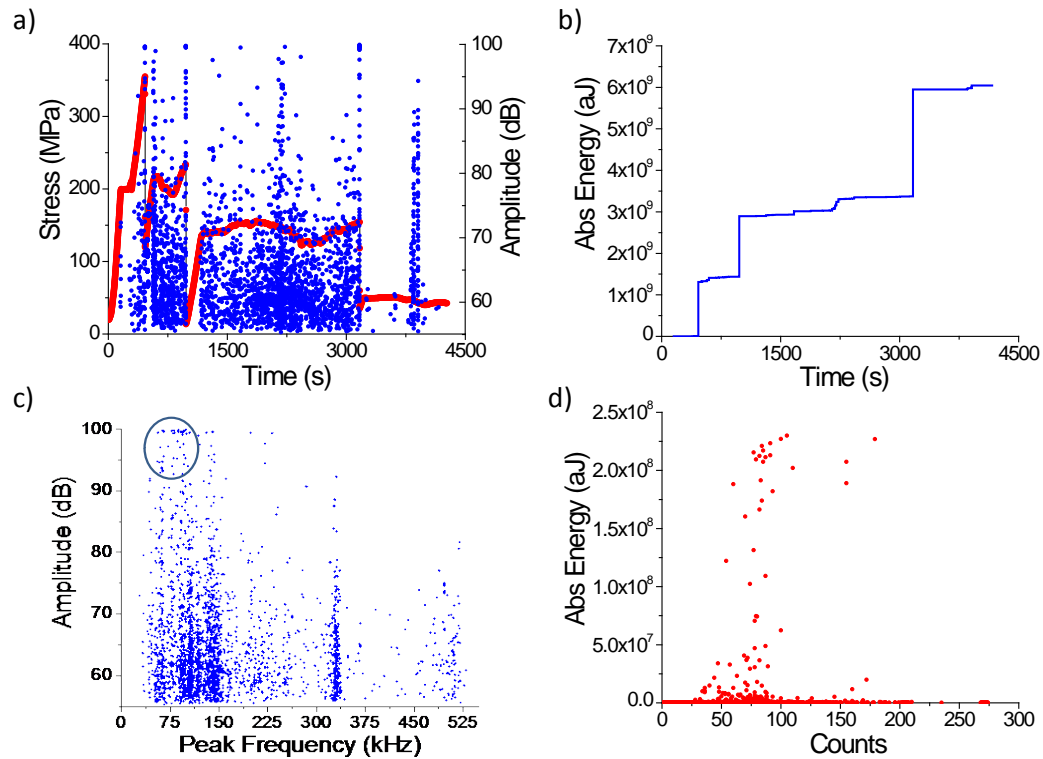 a)
400
350
300
250
200
150
100
50
0
Stress (MPa)
100
90
80
70
60
Amplitude (dB)
0
1500
3000
4500
Time (s)
b)
7x10⁹
6x10⁹
5x10⁹
4x10⁹
3x10⁹
2x10⁹
1x10⁹
0
Abs Energy (aJ)
0
1500
3000
4500
Time (s)
c)
100
90
80
70
60
Amplitude (dB)
0
75
150
225
300
375
450
525
Peak Frequency (kHz)
d)
2.5x10⁸
2.0x10⁸
1.5x10⁸
1.0x10⁸
5.0x10⁷
0.0
Abs Energy (aJ)
0
50
100
150
200
250
300
Counts